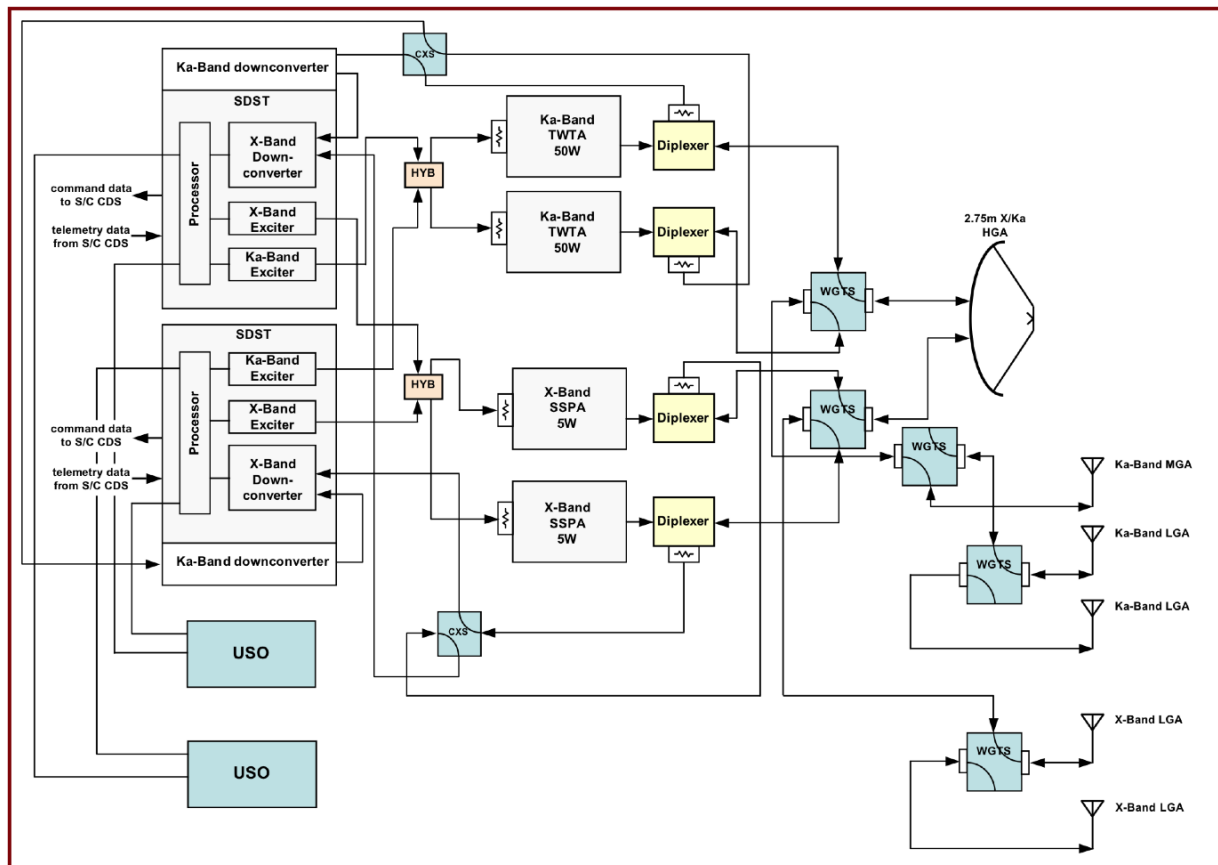 CXS
Ka-Band downconverter
SDST
Processor
X-Band
Down-
converter
X-Band
Exciter
Ka-Band
Exciter
command data
to S/C CDS
telemetry data
from S/C CDS
HYB
Ka-Band
TWTA
50W
Diplexer
Ka-Band
TWTA
50W
Diplexer
2.75m X/Ka
HGA
WGTS
SDST
Processor
Ka-Band
Exciter
X-Band
Exciter
X-Band
Down-
converter
Ka-Band downconverter
command data
to S/C CDS
telemetry data
from S/C CDS
HYB
X-Band
SSPA
5W
Diplexer
X-Band
SSPA
5W
Diplexer
WGTS
WGTS
Ka-Band MGA
WGTS
Ka-Band LGA
Ka-Band LGA
CXS
USO
USO
WGTS
X-Band LGA
X-Band LGA